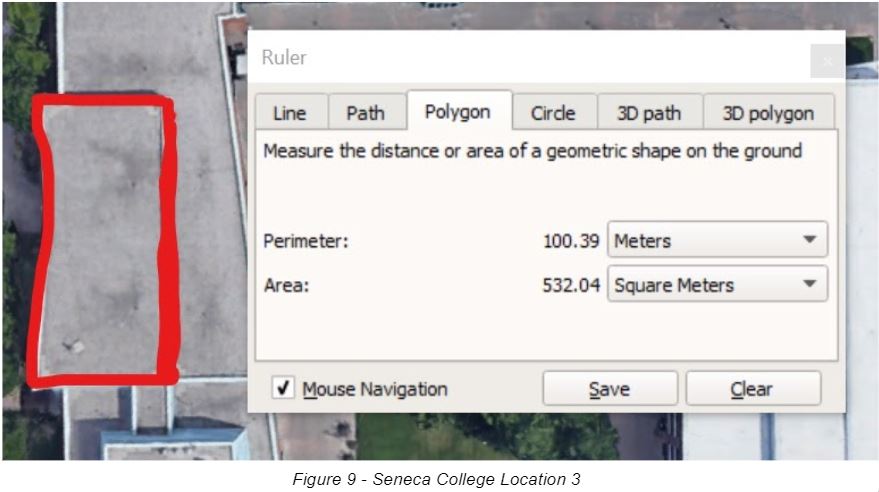 Ruler
Line Path Polygon Circle 3D path 3D polygon
Measure the distance or area of a geometric shape on the ground
Perimeter: 100.39 Meters
Area: 532.04 Square Meters
Mouse Navigation Save Clear
Figure 9 - Seneca College Location 3